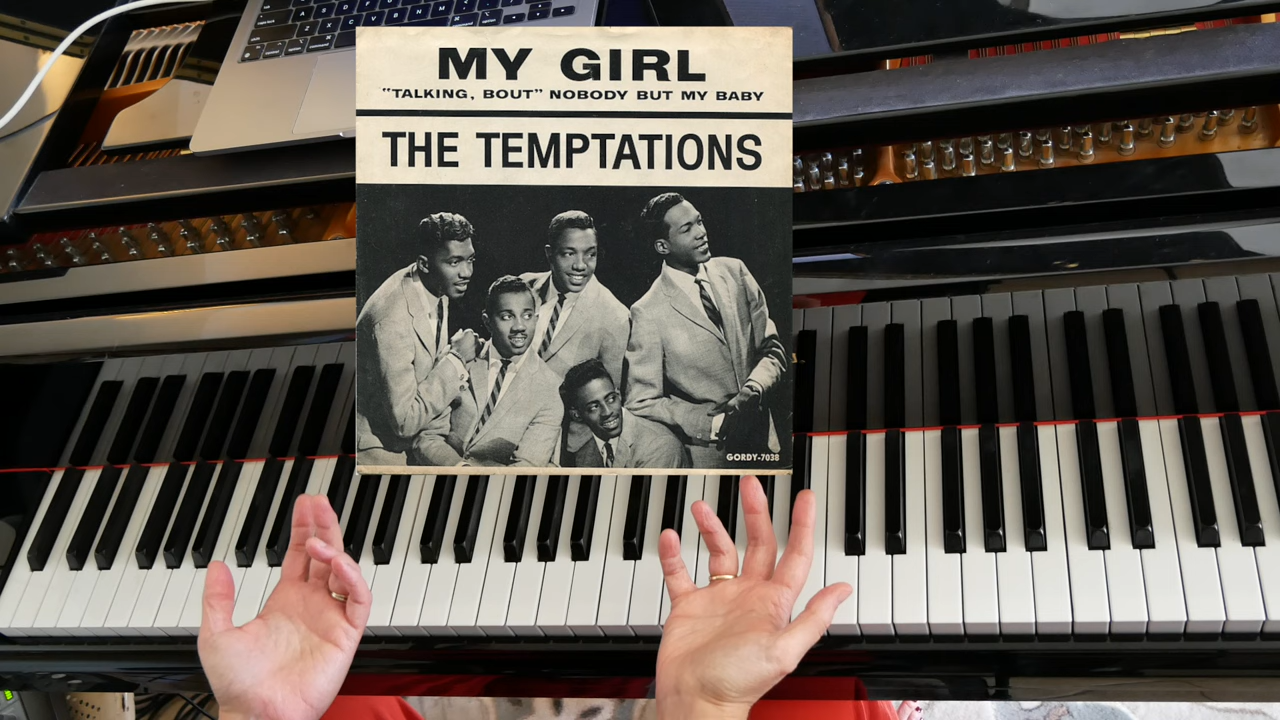 MY GIRL
“TALKING, BOUT” NOBODY BUT MY BABY
THE TEMPTATIONS
GORDY-7038